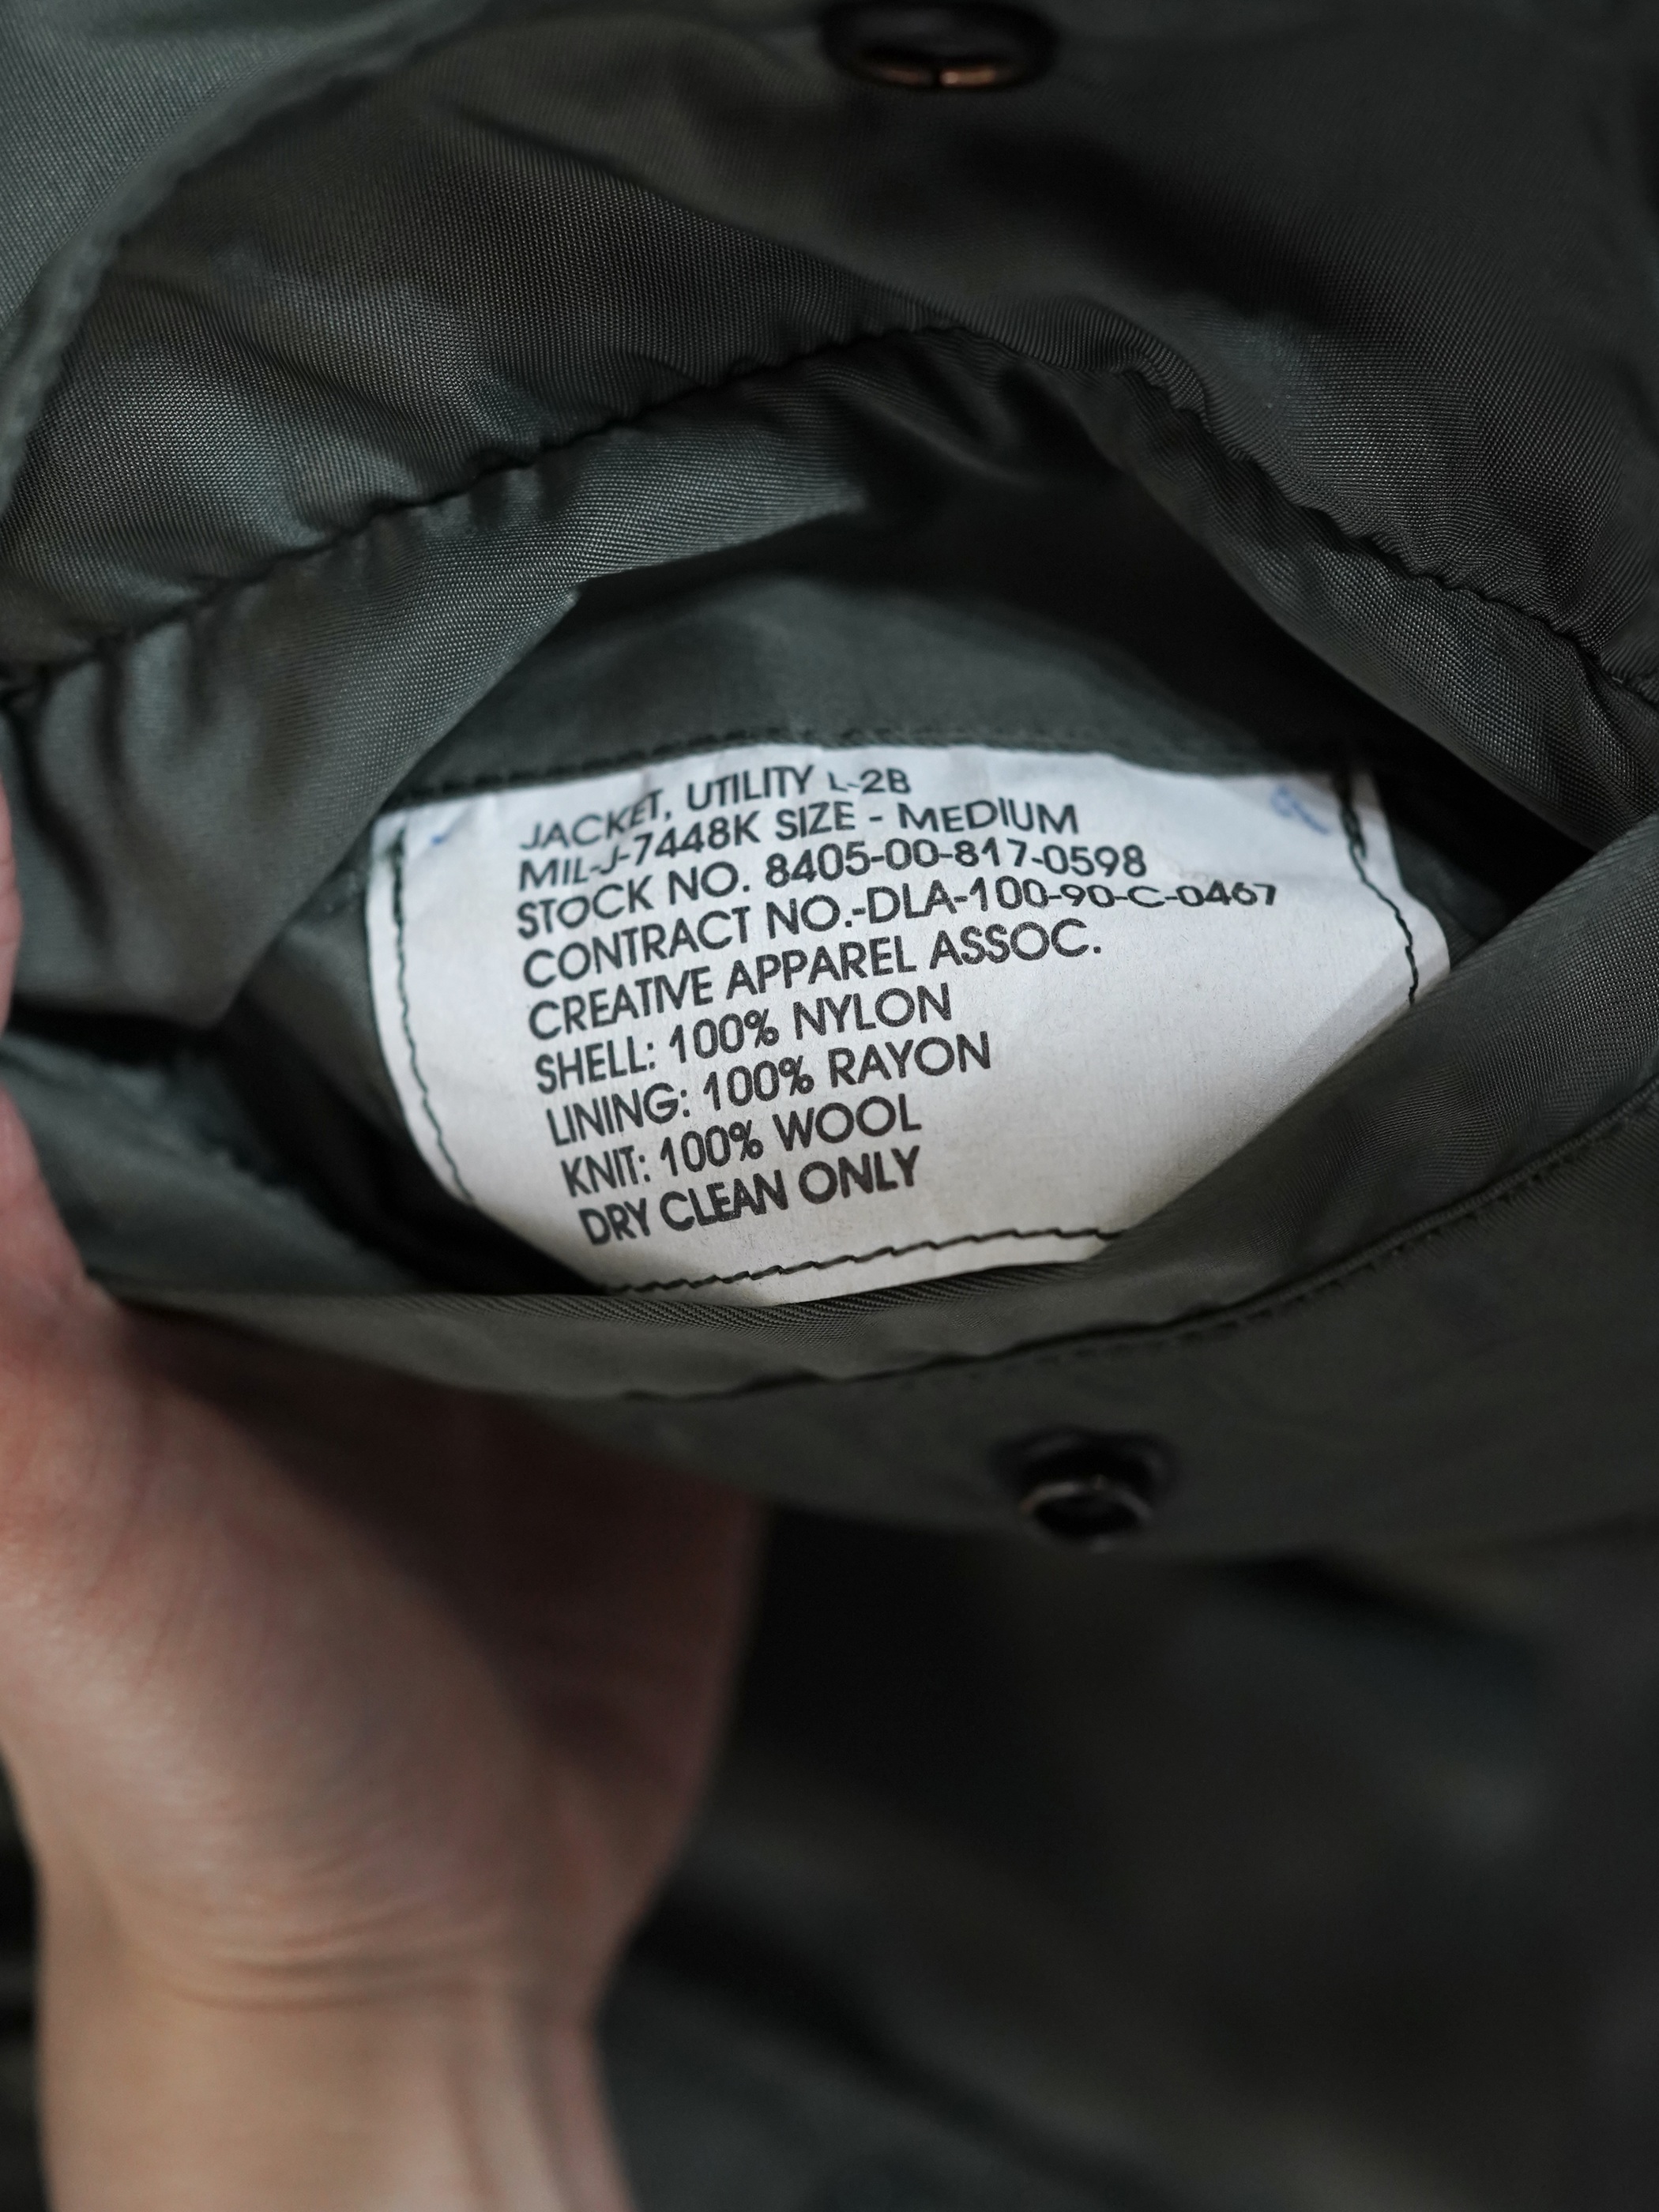 JACKET, UTILITY L-2B
MIL-J-7448K SIZE - MEDIUM
STOCK NO. 8405-00-817-0598
CONTRACT NO.-DLA-100-90-C-0467
CREATIVE APPAREL ASSOC.
SHELL: 100% NYLON
LINING: 100% RAYON
KNIT: 100% WOOL
DRY CLEAN ONLY